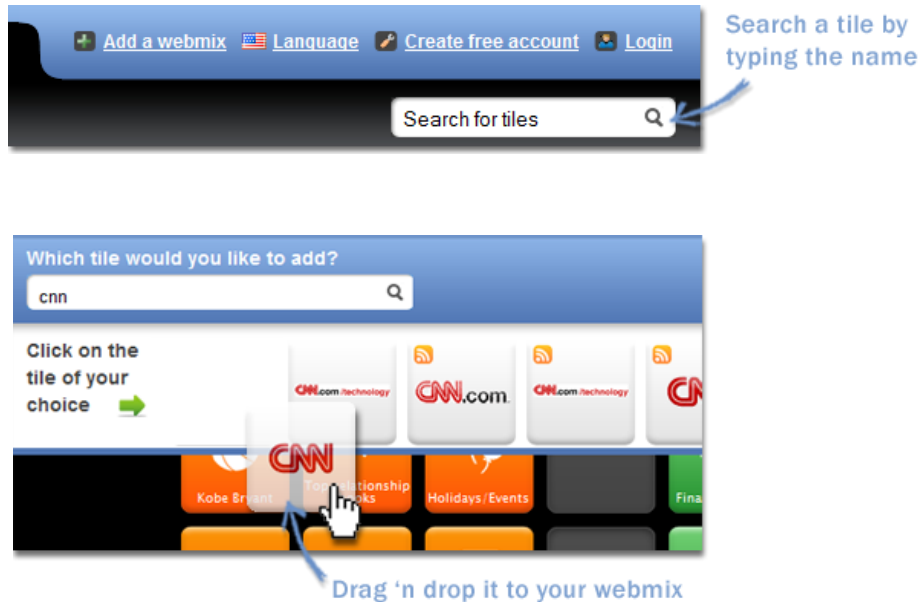 Add a webmix Language Create free account Login
Search a tile by
typing the name
Search for tiles
Which tile would you like to add?
cnn
Click on the
tile of your
choice
CNN.com/technology
CNN.com.
CNN.com/technology
CNN
Kobe Bryant
Holidays/Events
Drag 'n drop it to your webmix